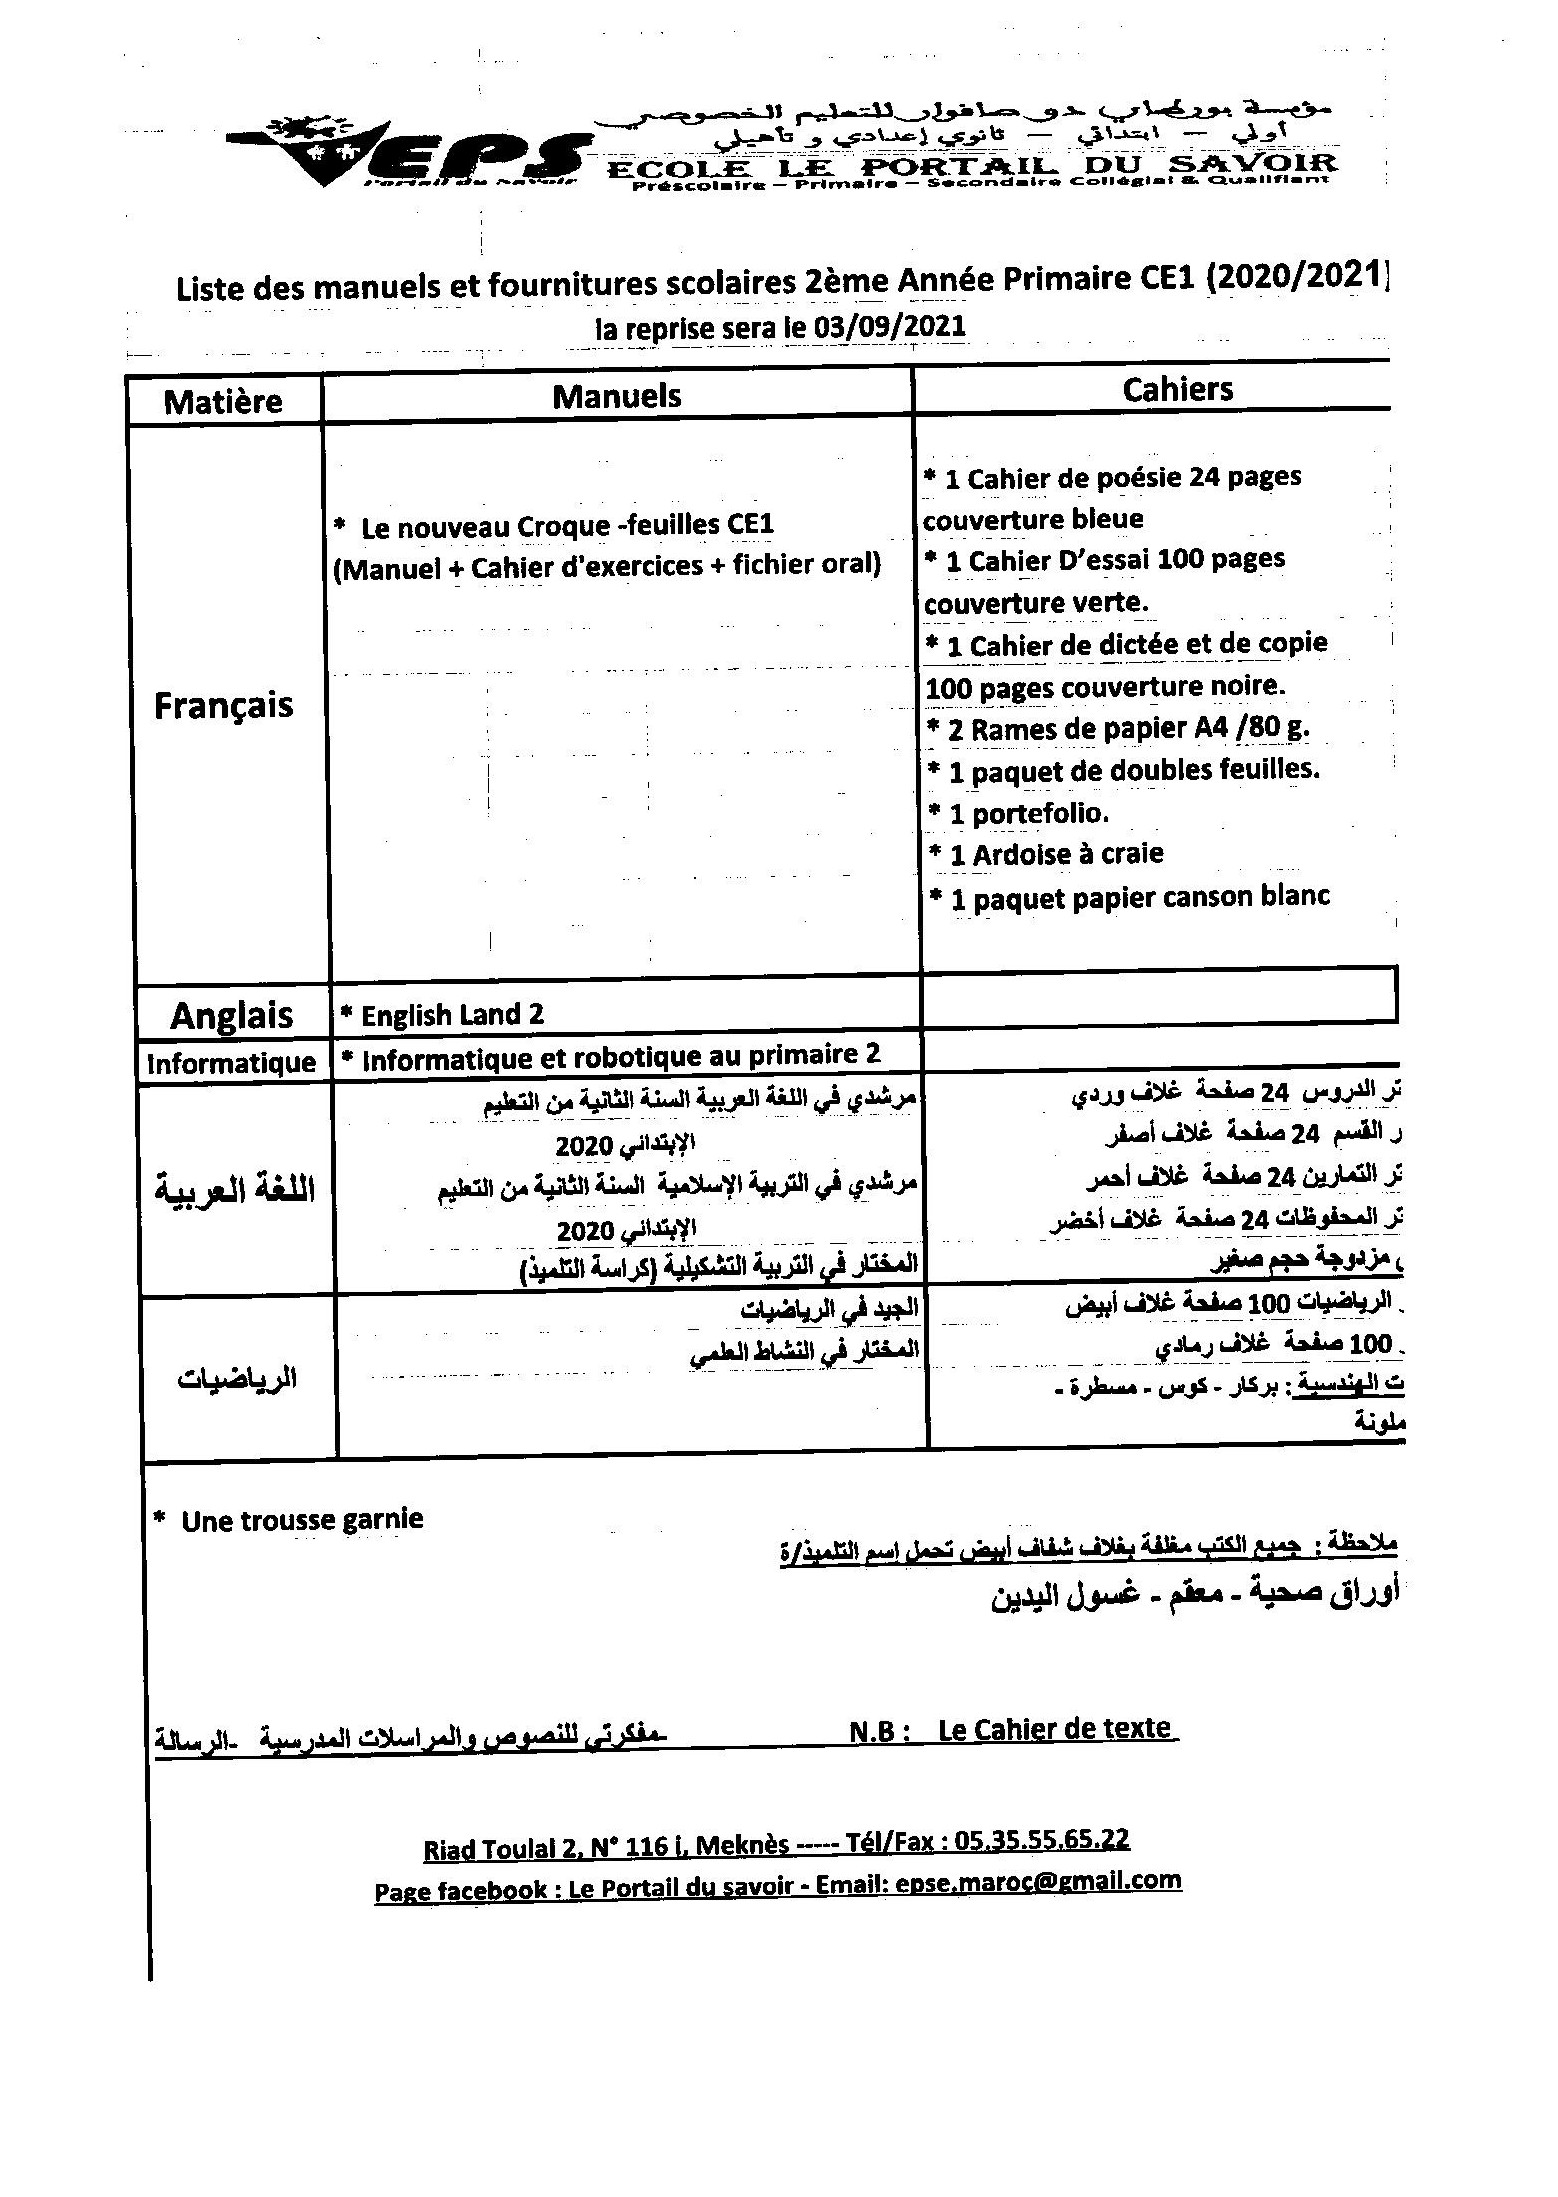 مؤسسة بورطاي دو صافوار للتعليم الخصوصي
أولي – ابتدائي – ثانوي إعدادي و تأهيلي
EPS
Portail du Savoir
ECOLE LE PORTAIL DU SAVOIR
Préscolaire – Primaire – Secondaire Collégial & Qualifiant
Liste des manuels et fournitures scolaires 2ème Année Primaire CE1 (2020/2021)
la reprise sera le 03/09/2021
Matière
Manuels
Cahiers
Français
* Le nouveau Croque -feuilles CE1
(Manuel + Cahier d'exercices + fichier oral)
* 1 Cahier de poésie 24 pages
couverture bleue
* 1 Cahier D’essai 100 pages
couverture verte.
* 1 Cahier de dictée et de copie
100 pages couverture noire.
* 2 Rames de papier A4 /80 g.
* 1 paquet de doubles feuilles.
* 1 portefolio.
* 1 Ardoise à craie
* 1 paquet papier canson blanc
Anglais
* English Land 2
Informatique
* Informatique et robotique au primaire 2
اللغة العربية
مرشدي في اللغة العربية السنة الثانية من التعليم
الإبتدائي 2020
مرشدي في التربية الإسلامية السنة الثانية من التعليم
الإبتدائي 2020
المختار في التربية التشكيلية (كراسة التلميذ)
تر الدروس 24 صفحة غلاف وردي
ر القسم 24 صفحة غلاف أصفر
تر التمارين 24 صفحة غلاف أحمر
تر المحفوظات 24 صفحة غلاف أخضر
مزدوجة حجم صغير
الرياضيات
الجيد في الرياضيات
المختار في النشاط العلمي
الرياضيات 100 صفحة غلاف أبيض
100 صفحة غلاف رمادي
ت الهندسية : بركار - كوس - مسطرة -
ملونة
* Une trousse garnie
ملاحظة : جميع الكتب مغلفة بغلاف شفاف أبيض تحمل إسم التلميذ/ة
أوراق صحية - معقم - غسول اليدين
N.B : Le Cahier de texte
-مفكرتي للنصوص والمراسلات المدرسية -الرسالة
Riad Toulal 2, N° 116 i, Meknès ----- Tél/Fax : 05.35.55.65.22
Page facebook : Le Portail du savoir - Email: epse.maroc@gmail.com